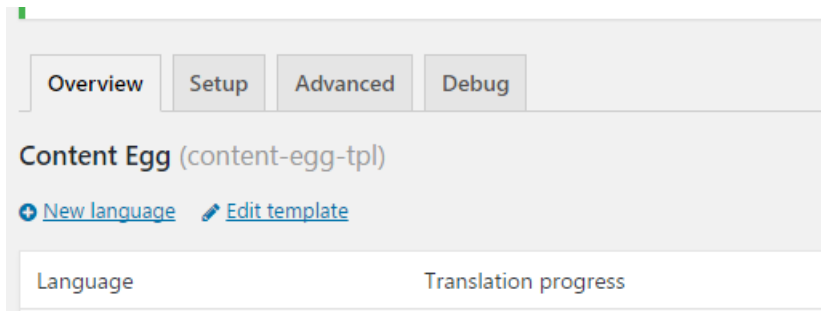 Overview Setup Advanced Debug
Content Egg (content-egg-tpl)
New language Edit template
Language Translation progress